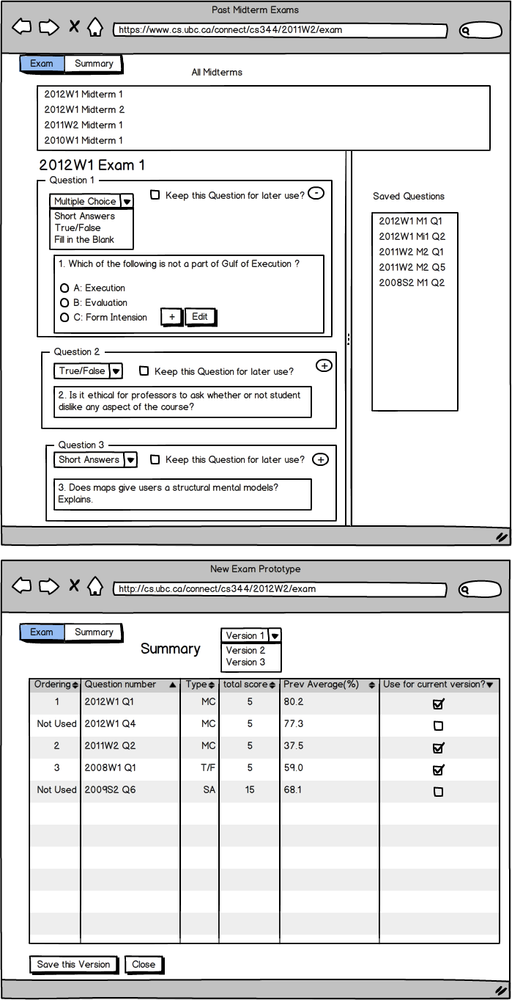 Past Midterm Exams
https://www.cs.ubc.ca/connect/cs344/2011W2/exam
Exam
Summary
All Midterms
2012W1 Midterm 1
2012W1 Midterm 2
2011W2 Midterm 1
2010W1 Midterm 1
2012W1 Exam 1
Question 1
Multiple Choice
Short Answers
True/False
Fill in the Blank
Keep this Question for later use?
-
1. Which of the following is not a part of Gulf of Execution ?
A: Execution
B: Evaluation
C: Form Intension
+
Edit
Question 2
True/False
Keep this Question for later use?
+
2. Is it ethical for professors to ask whether or not student
dislike any aspect of the course?
Question 3
Short Answers
Keep this Question for later use?
+
3. Does maps give users a structural mental models?
Explains.
Saved Questions
2012W1 M1 Q1
2012W1 Mi1 Q2
2011W2 M2 Q1
2011W2 M2 Q5
2008S2 M1 Q2
New Exam Prototype
http://cs.ubc.ca/connect/cs344/2012W2/exam
Exam
Summary
Summary
Version 1
Version 2
Version 3
Ordering Question number Type total score Prev Average(%) Use for current version?
1 2012W1 Q1 MC 5 80.2
Not Used 2012W1 Q4 MC 5 77.3
2 2011W2 Q2 MC 5 37.5
3 2008W1 Q1 T/F 5 59.0
Not Used 2009S2 Q6 SA 15 68.1
Save this Version
Close